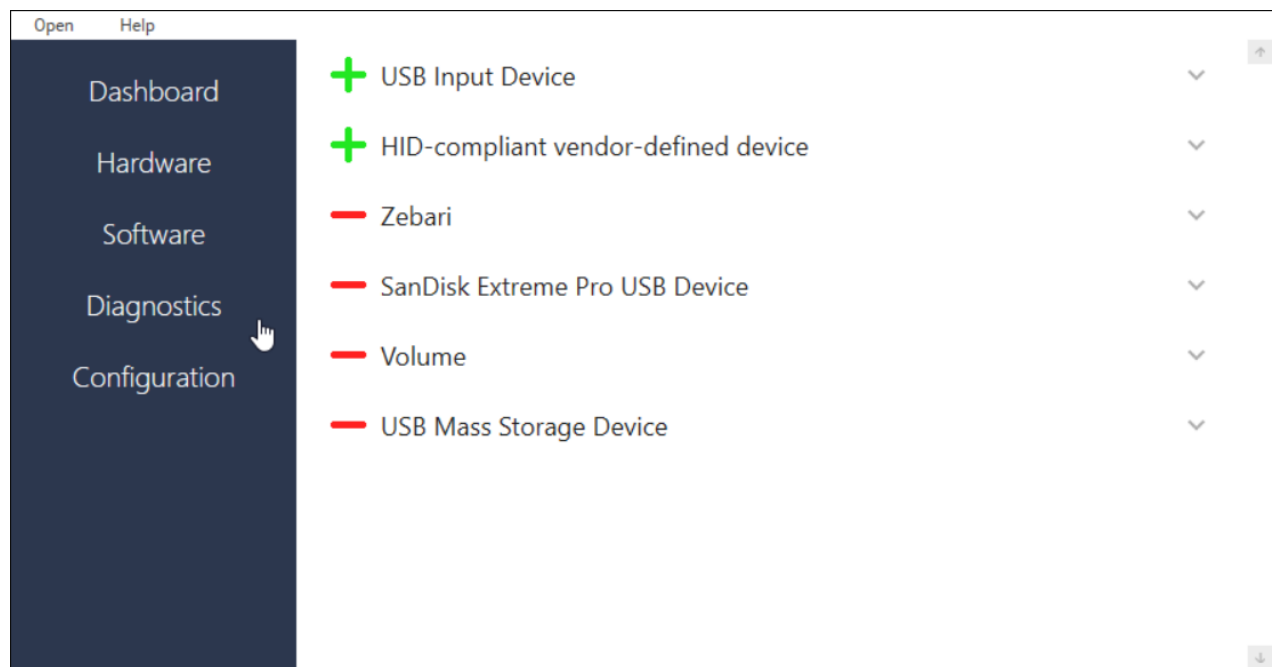 Open Help
Dashboard
Hardware
Software
Diagnostics
Configuration
USB Input Device
HID-compliant vendor-defined device
Zebari
SanDisk Extreme Pro USB Device
Volume
USB Mass Storage Device